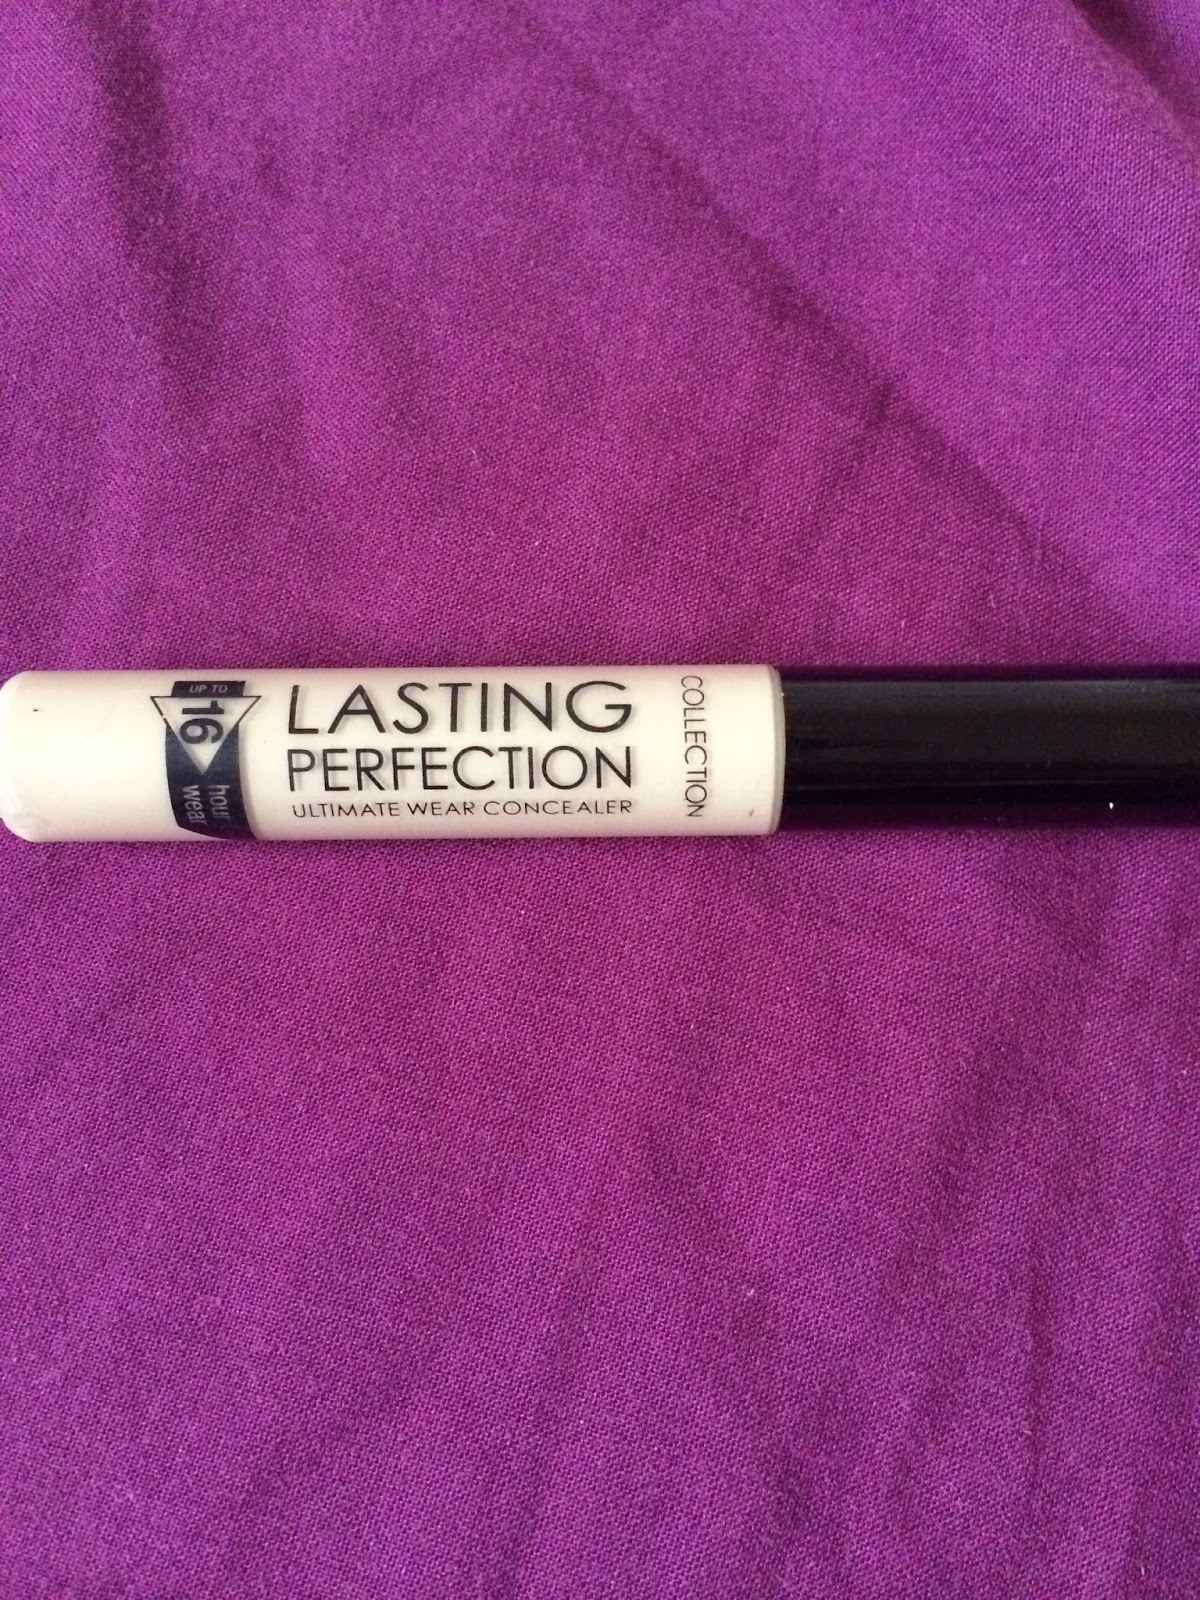 UP TO
16
hour
wear
LASTING
PERFECTION
ULTIMATE WEAR CONCEALER
COLLECTION